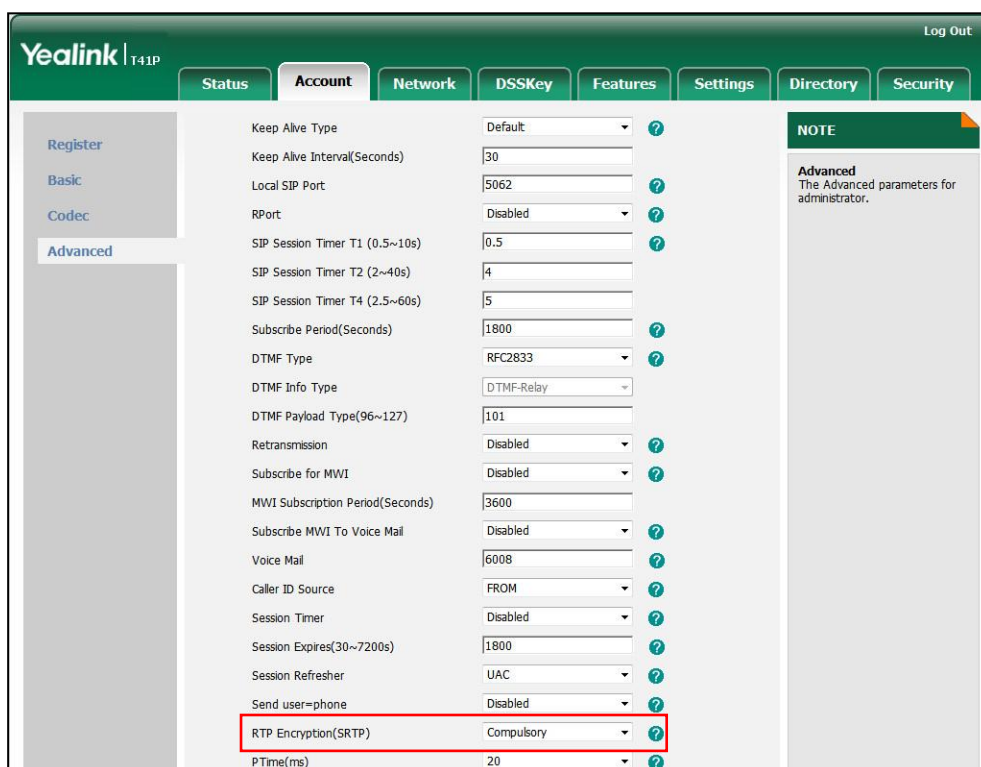 Log Out
Yealink T41P
Status Account Network DSSKey Features Settings Directory Security
Register
Basic
Codec
Advanced
Keep Alive Type Default ?
Keep Alive Interval(Seconds) 30
Local SIP Port 5062 ?
RPort Disabled ?
SIP Session Timer T1 (0.5~10s) 0.5 ?
SIP Session Timer T2 (2~40s) 4
SIP Session Timer T4 (2.5~60s) 5
Subscribe Period(Seconds) 1800 ?
DTMF Type RFC2833 ?
DTMF Info Type DTMF-Relay
DTMF Payload Type(96~127) 101
Retransmission Disabled ?
Subscribe for MWI Disabled ?
MWI Subscription Period(Seconds) 3600
Subscribe MWI To Voice Mail Disabled ?
Voice Mail 6008 ?
Caller ID Source FROM ?
Session Timer Disabled ?
Session Expires(30~7200s) 1800 ?
Session Refresher UAC ?
Send user=phone Disabled ?
RTP Encryption(SRTP) Compulsory ?
PTime(ms) 20 ?
NOTE
Advanced
The Advanced parameters for
administrator.